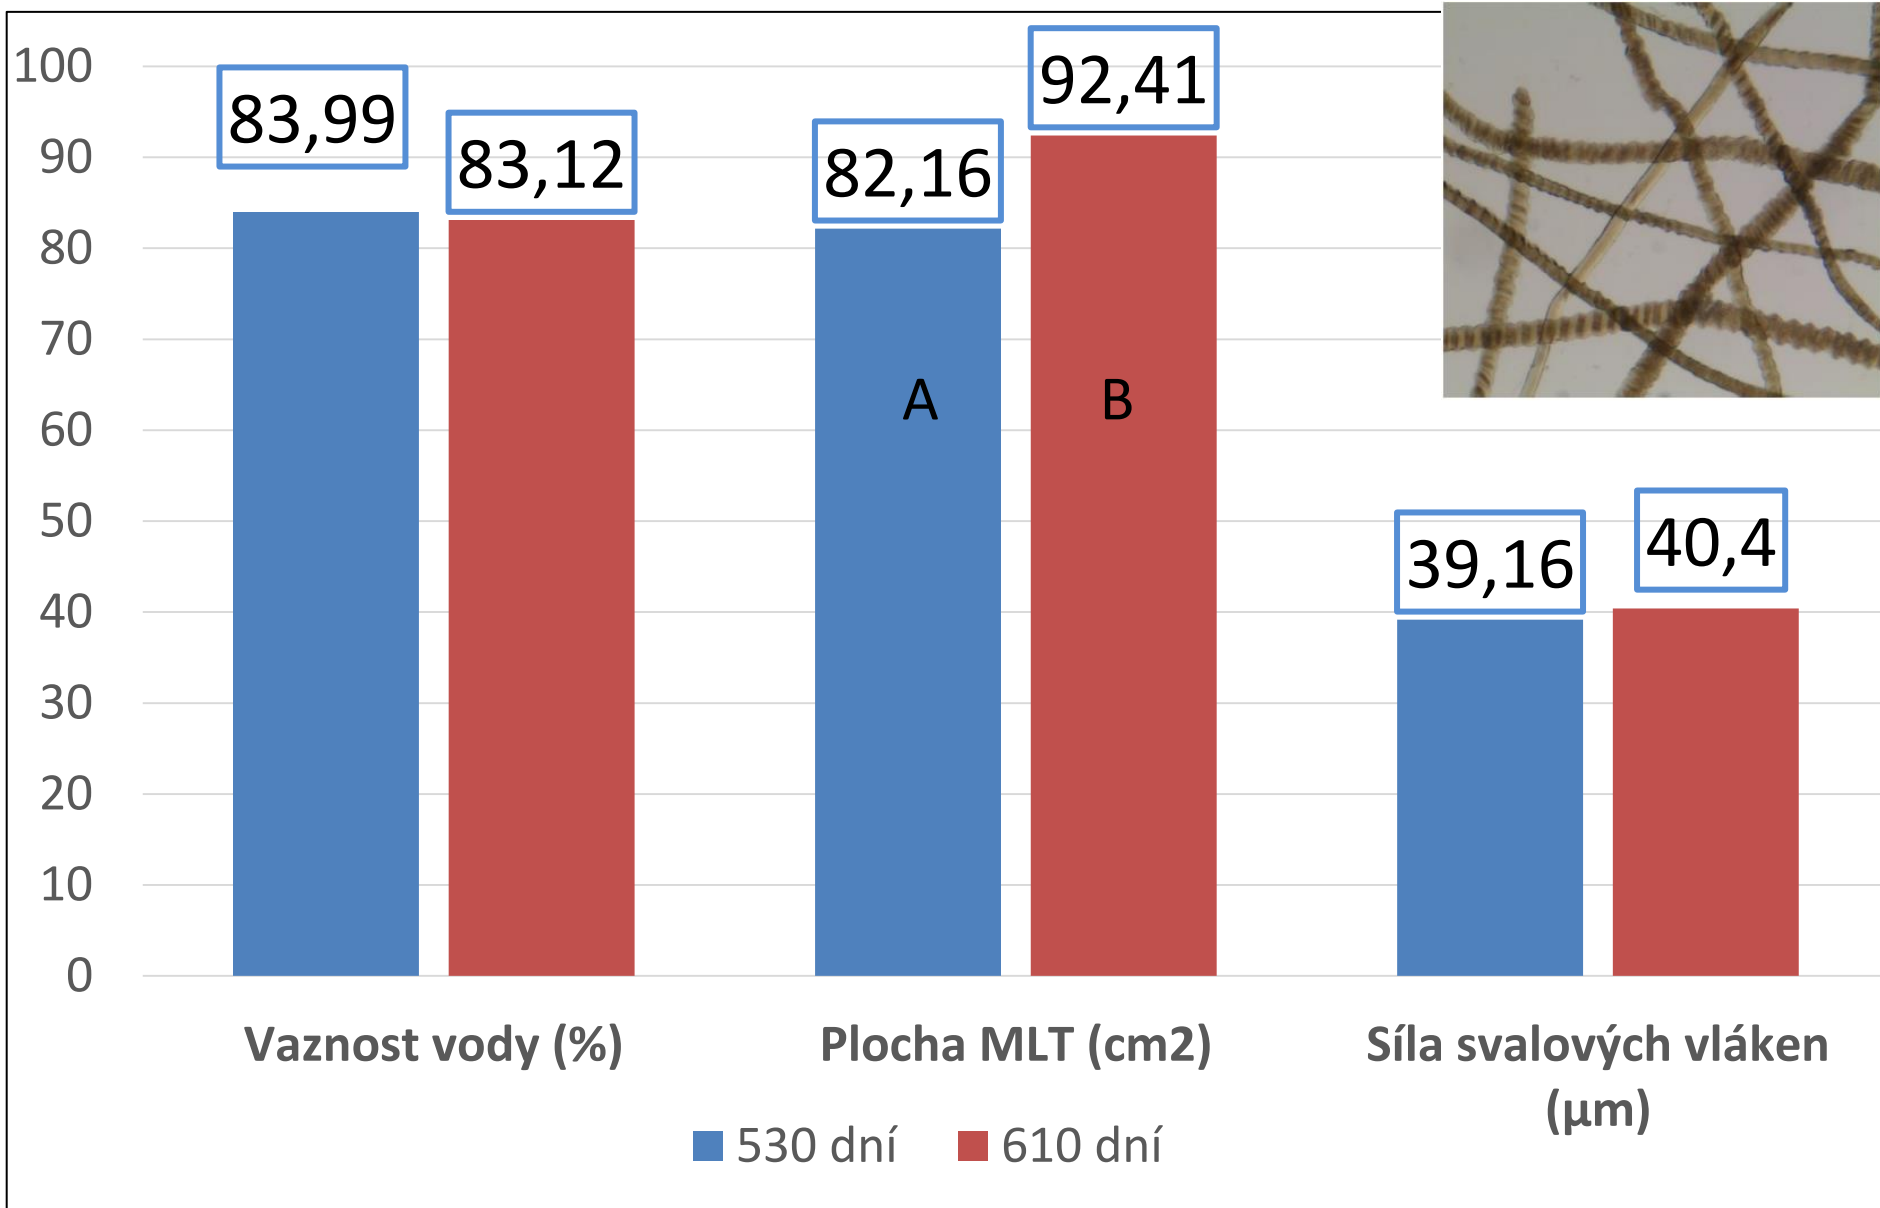 100
90
80
70
60
50
40
30
20
10
0
83,99
83,12
82,16
92,41
39,16
40,4
A
B
Vaznost vody (%)
Plocha MLT (cm2)
Síla svalových vláken
(µm)
530 dní
610 dní